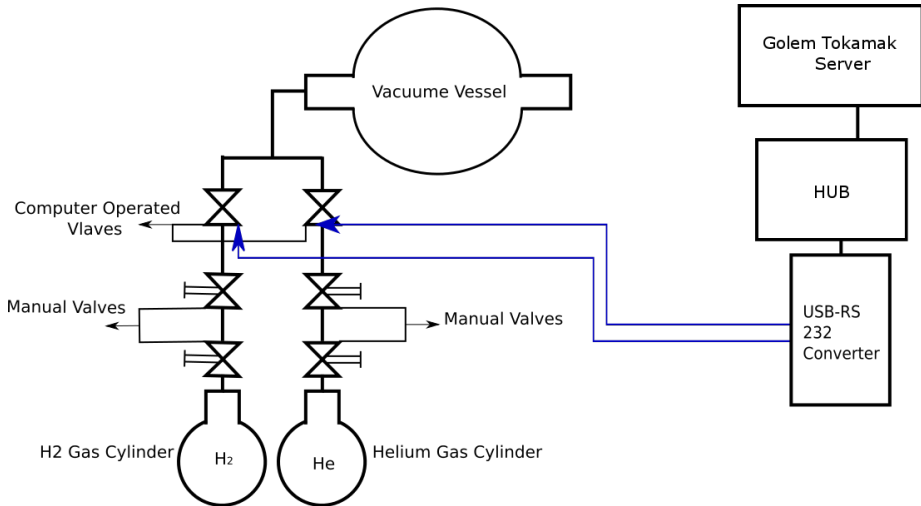 Golem Tokamak
Server
Vacuume Vessel
HUB
Computer Operated
Vlaves
Manual Valves
Manual Valves
USB-RS
232
Converter
H2 Gas Cylinder
H2
He
Helium Gas Cylinder